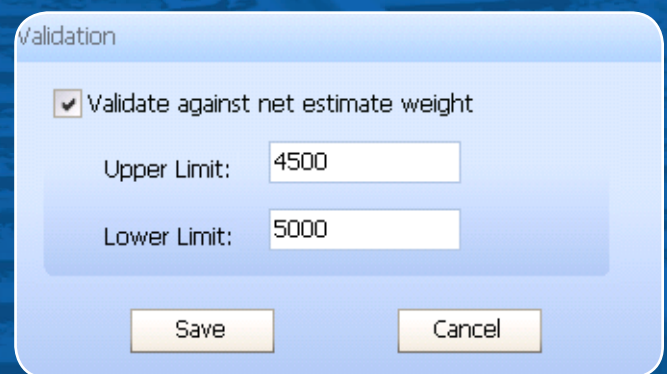 Validation
Validate against net estimate weight
Upper Limit: 4500
Lower Limit: 5000
Save Cancel